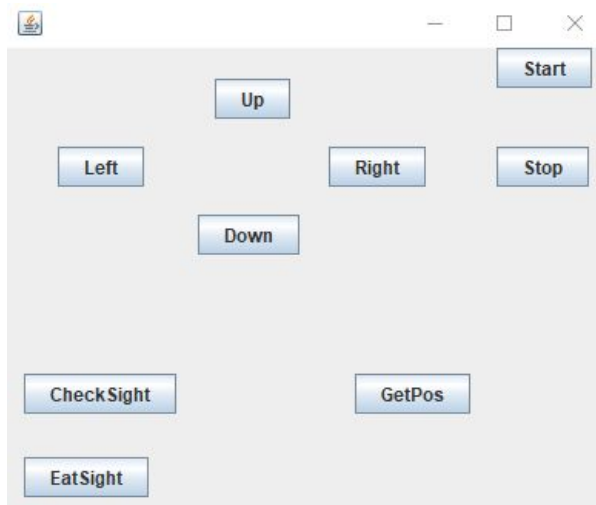 Start
Up
Left
Right
Stop
Down
CheckSight
GetPos
EatSight